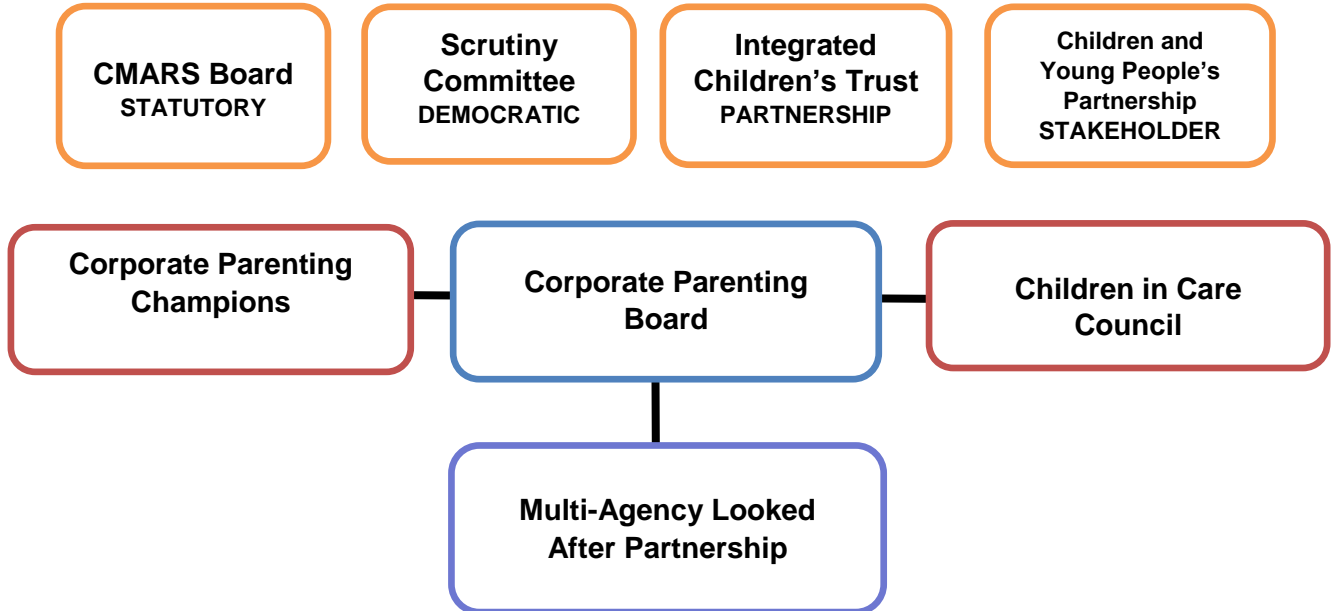 CMARS Board
STATUTORY
Scrutiny
Committee
DEMOCRATIC
Integrated
Children’s Trust
PARTNERSHIP
Children and
Young People’s
Partnership
STAKEHOLDER
Corporate Parenting
Champions
Corporate Parenting
Board
Children in Care
Council
Multi-Agency Looked
After Partnership